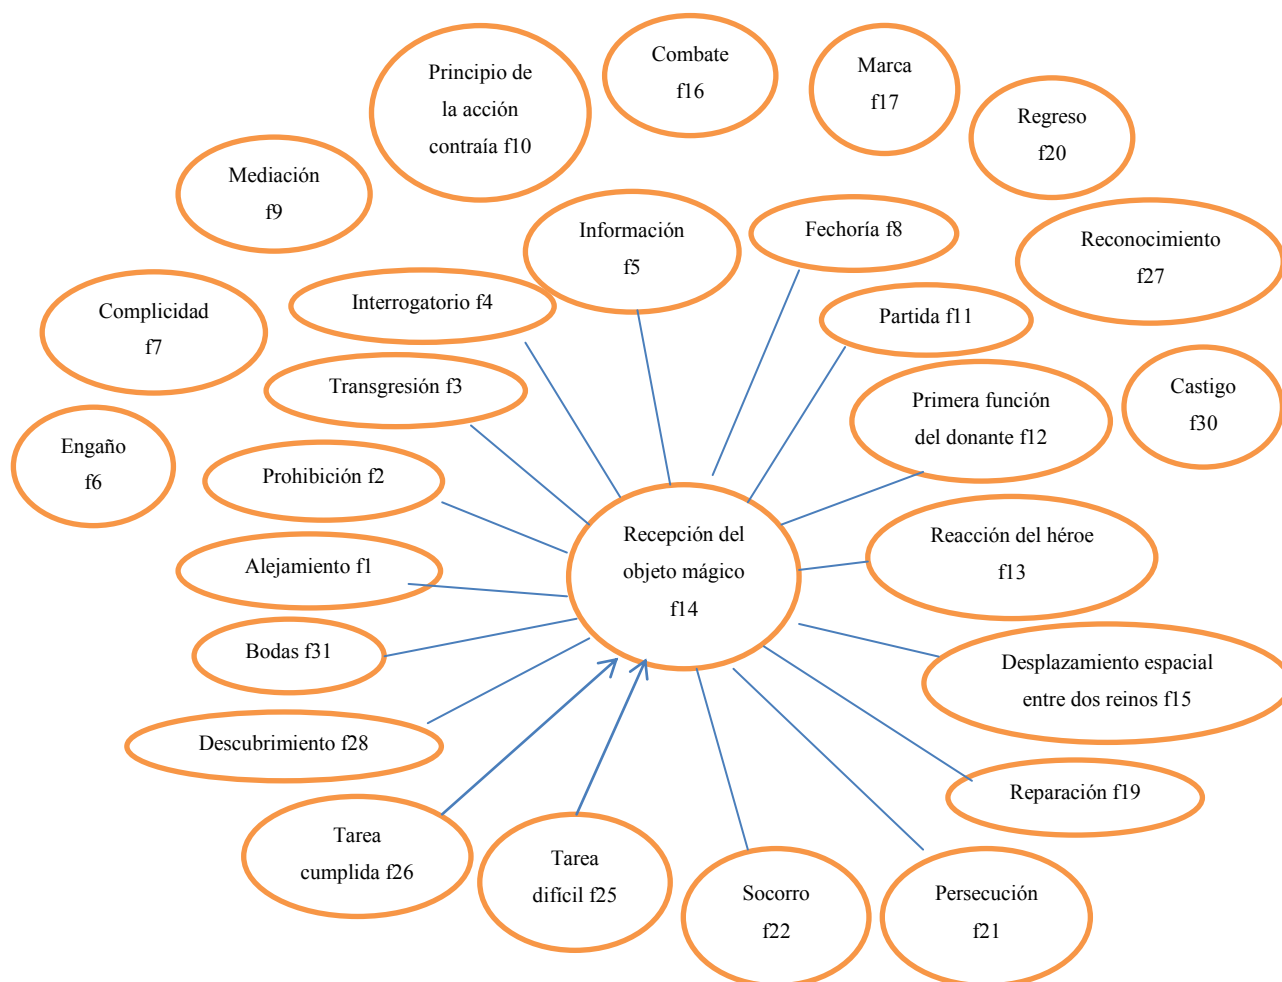 Principio de
la acción
contraía f10
Combate
f16
Marca
f17
Regreso
f20
Mediación
f9
Información
f5
Fechoría f8
Reconocimiento
f27
Complicidad
f7
Interrogatorio f4
Partida f11
Transgresión f3
Primera función
del donante f12
Castigo
f30
Engaño
f6
Prohibición f2
Recepción del
objeto mágico
f14
Reacción del héroe
f13
Alejamiento f1
Bodas f31
Desplazamiento espacial
entre dos reinos f15
Descubrimiento f28
Reparación f19
Tarea
cumplida f26
Tarea
difícil f25
Socorro
f22
Persecución
f21